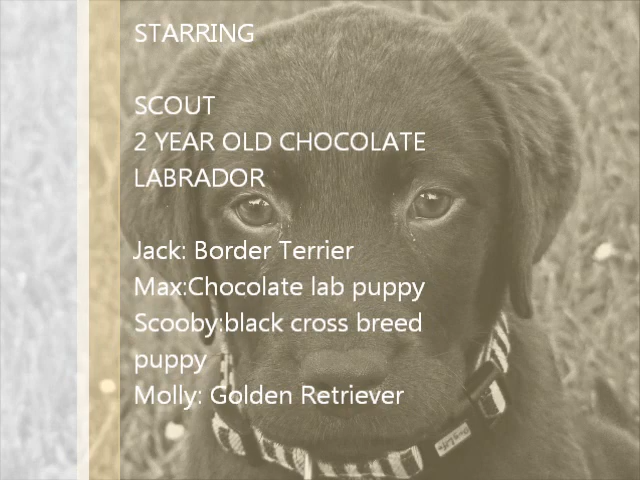 STARRING
SCOUT
2 YEAR OLD CHOCOLATE
LABRADOR
Jack: Border Terrier
Max:Chocolate lab puppy
Scooby:black cross breed
puppy
Molly: Golden Retriever